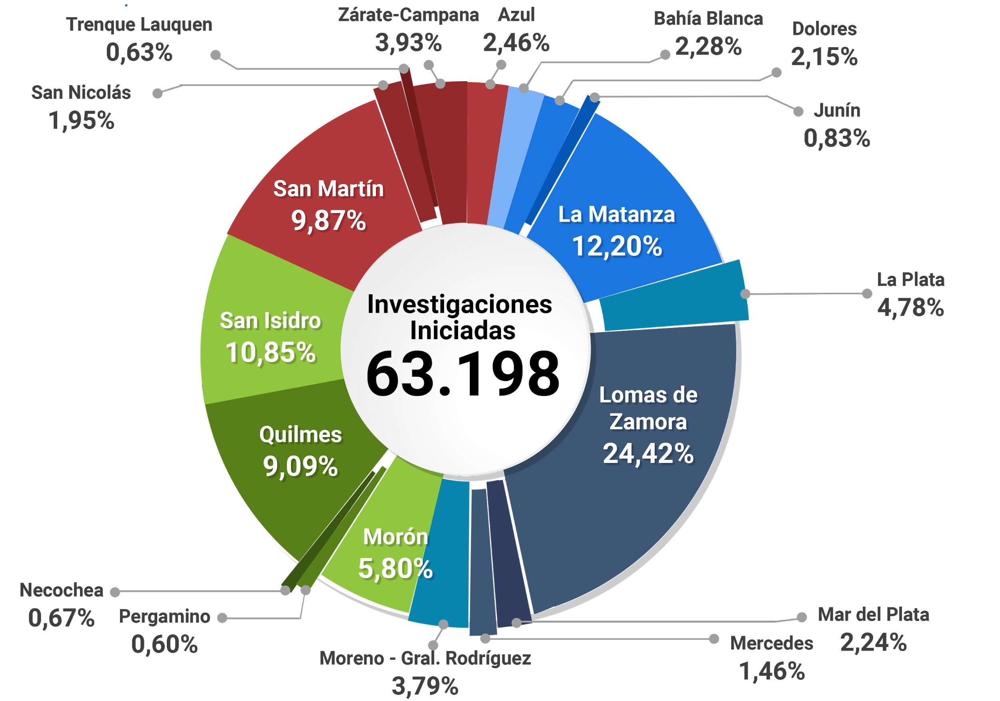 Trenque Lauquen
0,63%
Zárate-Campana
3,93%
Azul
2,46%
Bahía Blanca
2,28%
Dolores
2,15%
San Nicolás
1,95%
Junín
0,83%
San Martín
9,87%
La Matanza
12,20%
La Plata
4,78%
San Isidro
10,85%
Investigaciones
Iniciadas
63.198
Lomas de
Zamora
24,42%
Quilmes
9,09%
Morón
5,80%
Necochea
0,67%
Pergamino
0,60%
Moreno - Gral. Rodríguez
3,79%
Mercedes
1,46%
Mar del Plata
2,24%